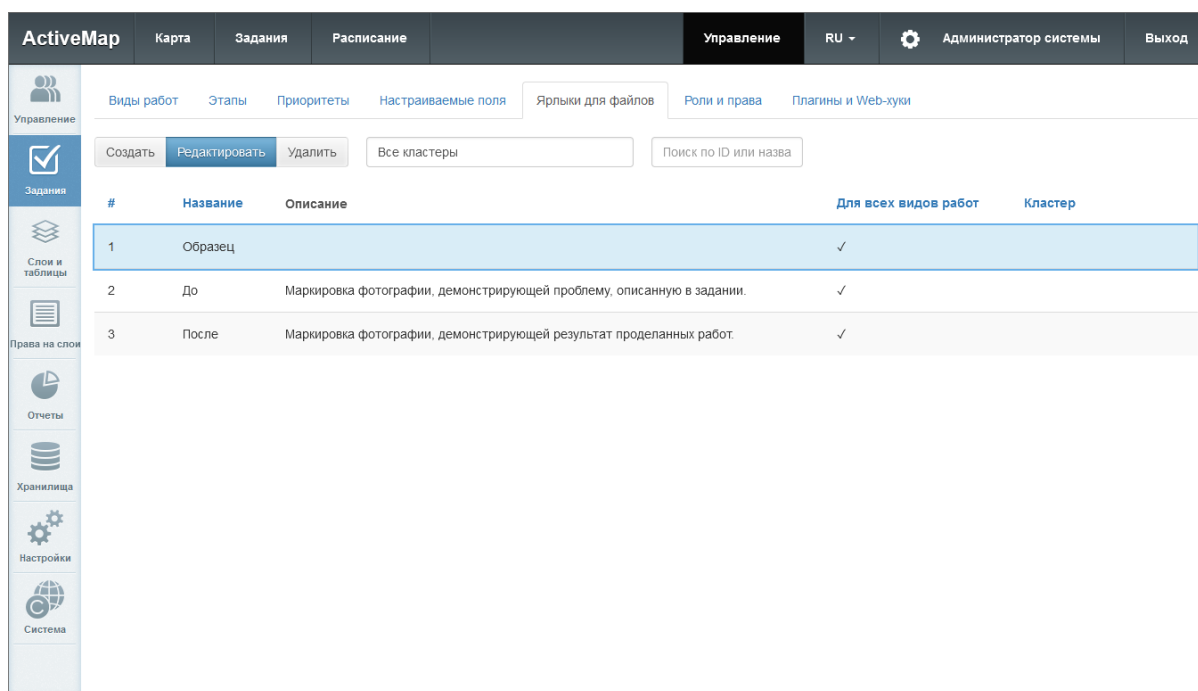 ActiveMap Карта Задания Расписание Управление RU Администратор системы Выход
Управление
Задания
Слои и
таблицы
Права на слои
Отчеты
Хранилища
Настройки
Система
Виды работ Этапы Приоритеты Настраиваемые поля Ярлыки для файлов Роли и права Плагины и Web-хуки
Создать Редактировать Удалить Все кластеры Поиск по ID или назва
# Название Описание Для всех видов работ Кластер
1 Образец ✓
2 До Маркировка фотографии, демонстрирующей проблему, описанную в задании. ✓
3 После Маркировка фотографии, демонстрирующей результат проделанных работ. ✓